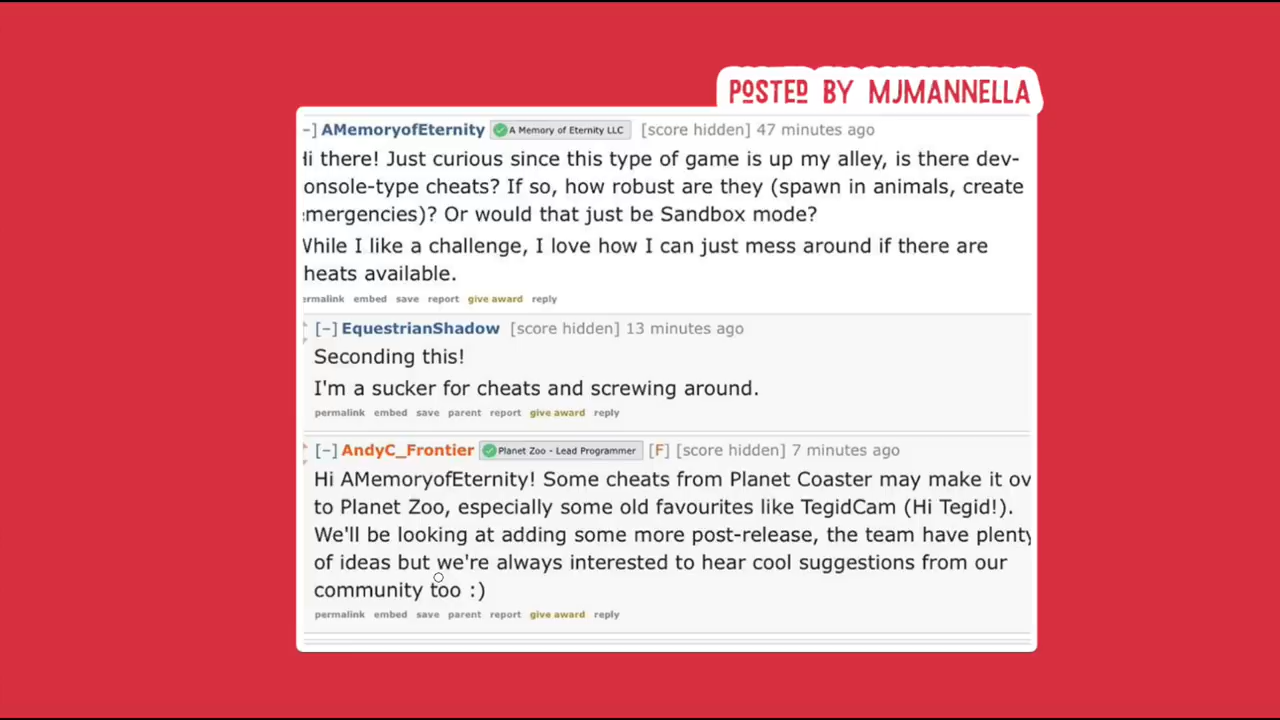 POSTED BY MJMANNELLA
–] AMemoryofEternity A Memory of Eternity LLC [score hidden] 47 minutes ago
Hi there! Just curious since this type of game is up my alley, is there dev-
onsole-type cheats? If so, how robust are they (spawn in animals, create
mergencies)? Or would that just be Sandbox mode?
While I like a challenge, I love how I can just mess around if there are
heats available.
ermalink embed save report give award reply
[–] EquestrianShadow [score hidden] 13 minutes ago
Seconding this!
I'm a sucker for cheats and screwing around.
permalink embed save parent report give award reply
[–] AndyC_Frontier Planet Zoo - Lead Programmer [F] [score hidden] 7 minutes ago
Hi AMemoryofEternity! Some cheats from Planet Coaster may make it ov
to Planet Zoo, especially some old favourites like TegidCam (Hi Tegid!).
We'll be looking at adding some more post-release, the team have plenty
of ideas but we're always interested to hear cool suggestions from our
community too :)
permalink embed save parent report give award reply